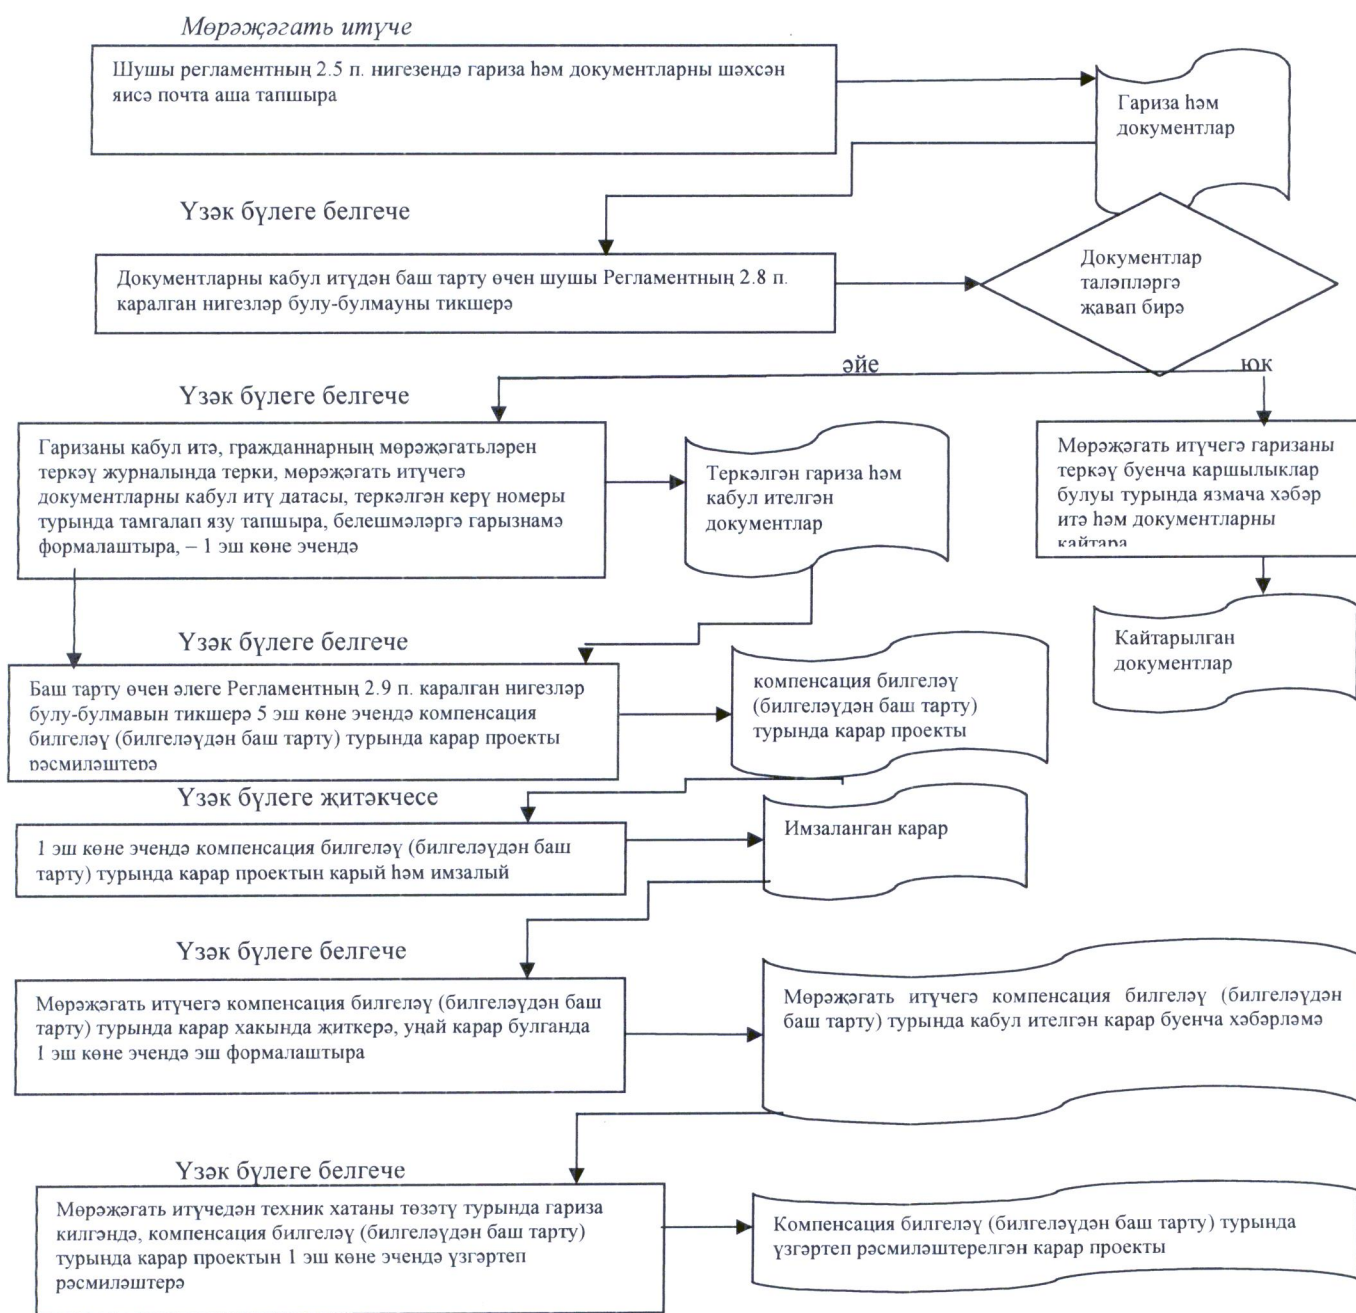 Мөрәҗәгать итүче
Шушы регламентның 2.5 п. нигезендә гариза һәм документларны шәхсән
яисә почта аша тапшыра
Гариза һәм
документлар
Үзәк бүлеге белгече
Документларны кабул итүдән баш тарту өчен шушы Регламентның 2.8 п.
каралган нигезләр булу-булмауны тикшерә
Документлар
таләпләргә
җавап бирә
әйе
юк
Үзәк бүлеге белгече
Гаризаны кабул итә, гражданнарның мөрәҗәгатьләрен
теркәү журналында терки, мөрәҗәгать итүчегә
документларны кабул итү датасы, теркәлгән керү номеры
турында тамгалап язу тапшыра, белешмәләргә гарызнамә
формалаштыра, – 1 эш көне эчендә
Теркәлгән гариза һәм
кабул ителгән
документлар
Мөрәҗәгать итүчегә гаризаны
теркәү буенча каршылыклар
булуы турында язмача хәбәр
итә һәм документларны
кайтара
Кайтарылган
документлар
Үзәк бүлеге белгече
Баш тарту өчен әлеге Регламентның 2.9 п. каралган нигезләр
булу-булмавын тикшерә 5 эш көне эчендә компенсация
билгеләү (билгеләүдән баш тарту) турында карар проекты
рәсмиләштерә
компенсация билгеләү
(билгеләүдән баш тарту)
турында карар проекты
Үзәк бүлеге җитәкчесе
1 эш көне эчендә компенсация билгеләү (билгеләүдән баш
тарту) турында карар проектын карый һәм имзалый
Имзаланган карар
Үзәк бүлеге белгече
Мөрәҗәгать итүчегә компенсация билгеләү (билгеләүдән баш
тарту) турында карар хакында җиткерә, уңай карар булганда
1 эш көне эчендә эш формалаштыра
Мөрәҗәгать итүчегә компенсация билгеләү (билгеләүдән
баш тарту) турында кабул ителгән карар буенча хәбәрләмә
Үзәк бүлеге белгече
Мөрәҗәгать итүчедән техник хатаны төзәтү турында гариза
килгәндә, компенсация билгеләү (билгеләүдән баш тарту)
турында карар проектын 1 эш көне эчендә үзгәртеп
рәсмиләштерә
Компенсация билгеләү (билгеләүдән баш тарту) турында
үзгәртеп рәсмиләштерелгән карар проекты